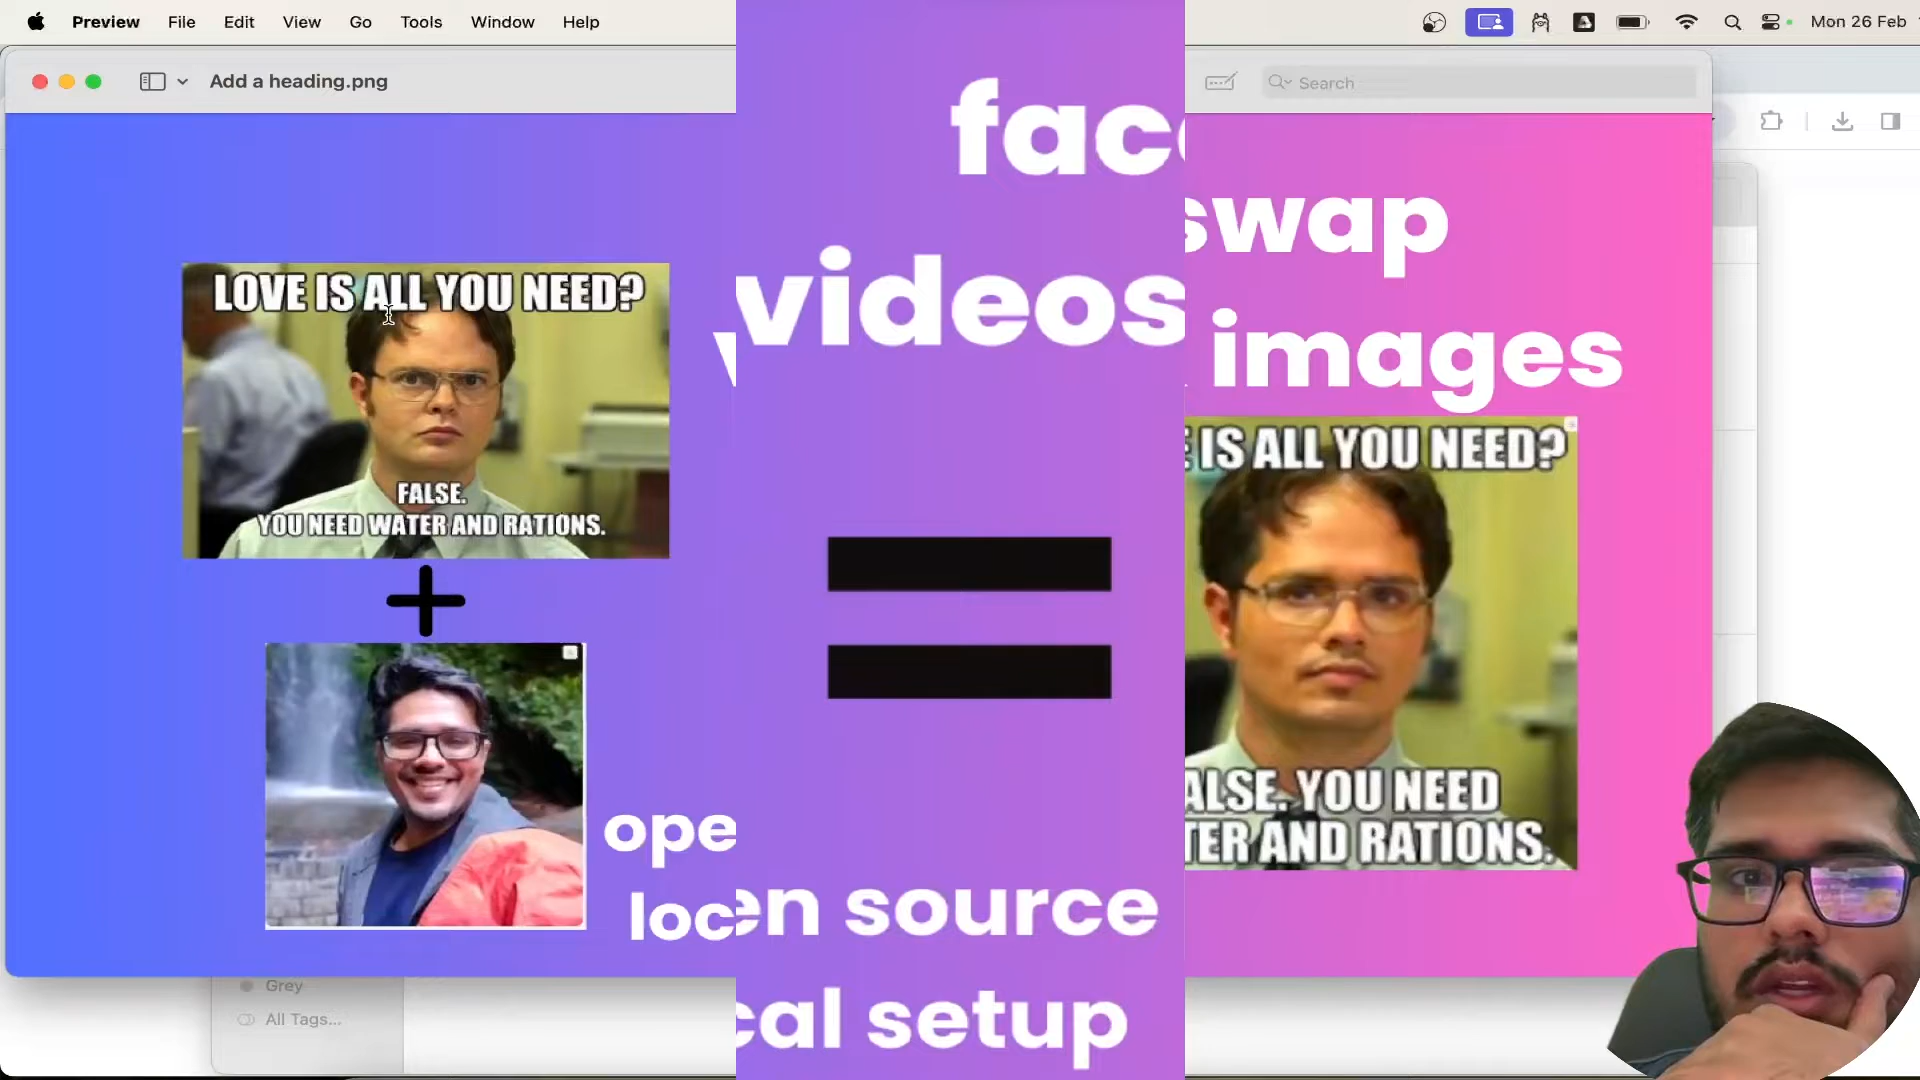 Preview File Edit View Go Tools Window Help
Mon 26 Feb
Add a heading.png
Search
fac
swap
videos
images
LOVE IS ALL YOU NEED?
FALSE.
YOU NEED WATER AND RATIONS.
IS ALL YOU NEED?
ALSE. YOU NEED
TER AND RATIONS.
ope
en source
loc
cal setup
Grey
All Tags...